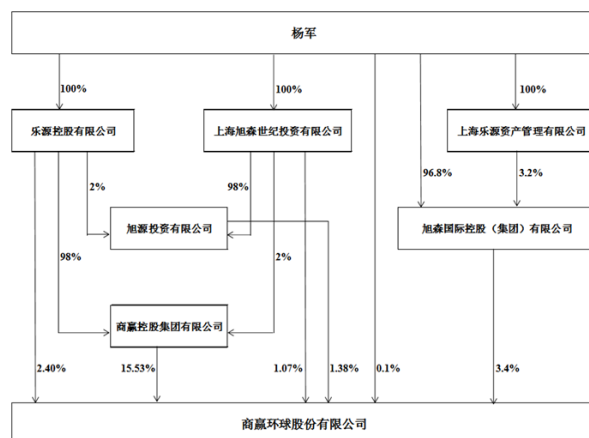 杨军
100%
100%
100%
乐源控股有限公司
上海旭森世纪投资有限公司
上海乐源资产管理有限公司
2%
98%
96.8%
3.2%
旭源投资有限公司
旭森国际控股（集团）有限公司
98%
2%
商赢控股集团有限公司
2.40%
15.53%
1.07%
1.38%
0.1%
3.4%
商赢环球股份有限公司